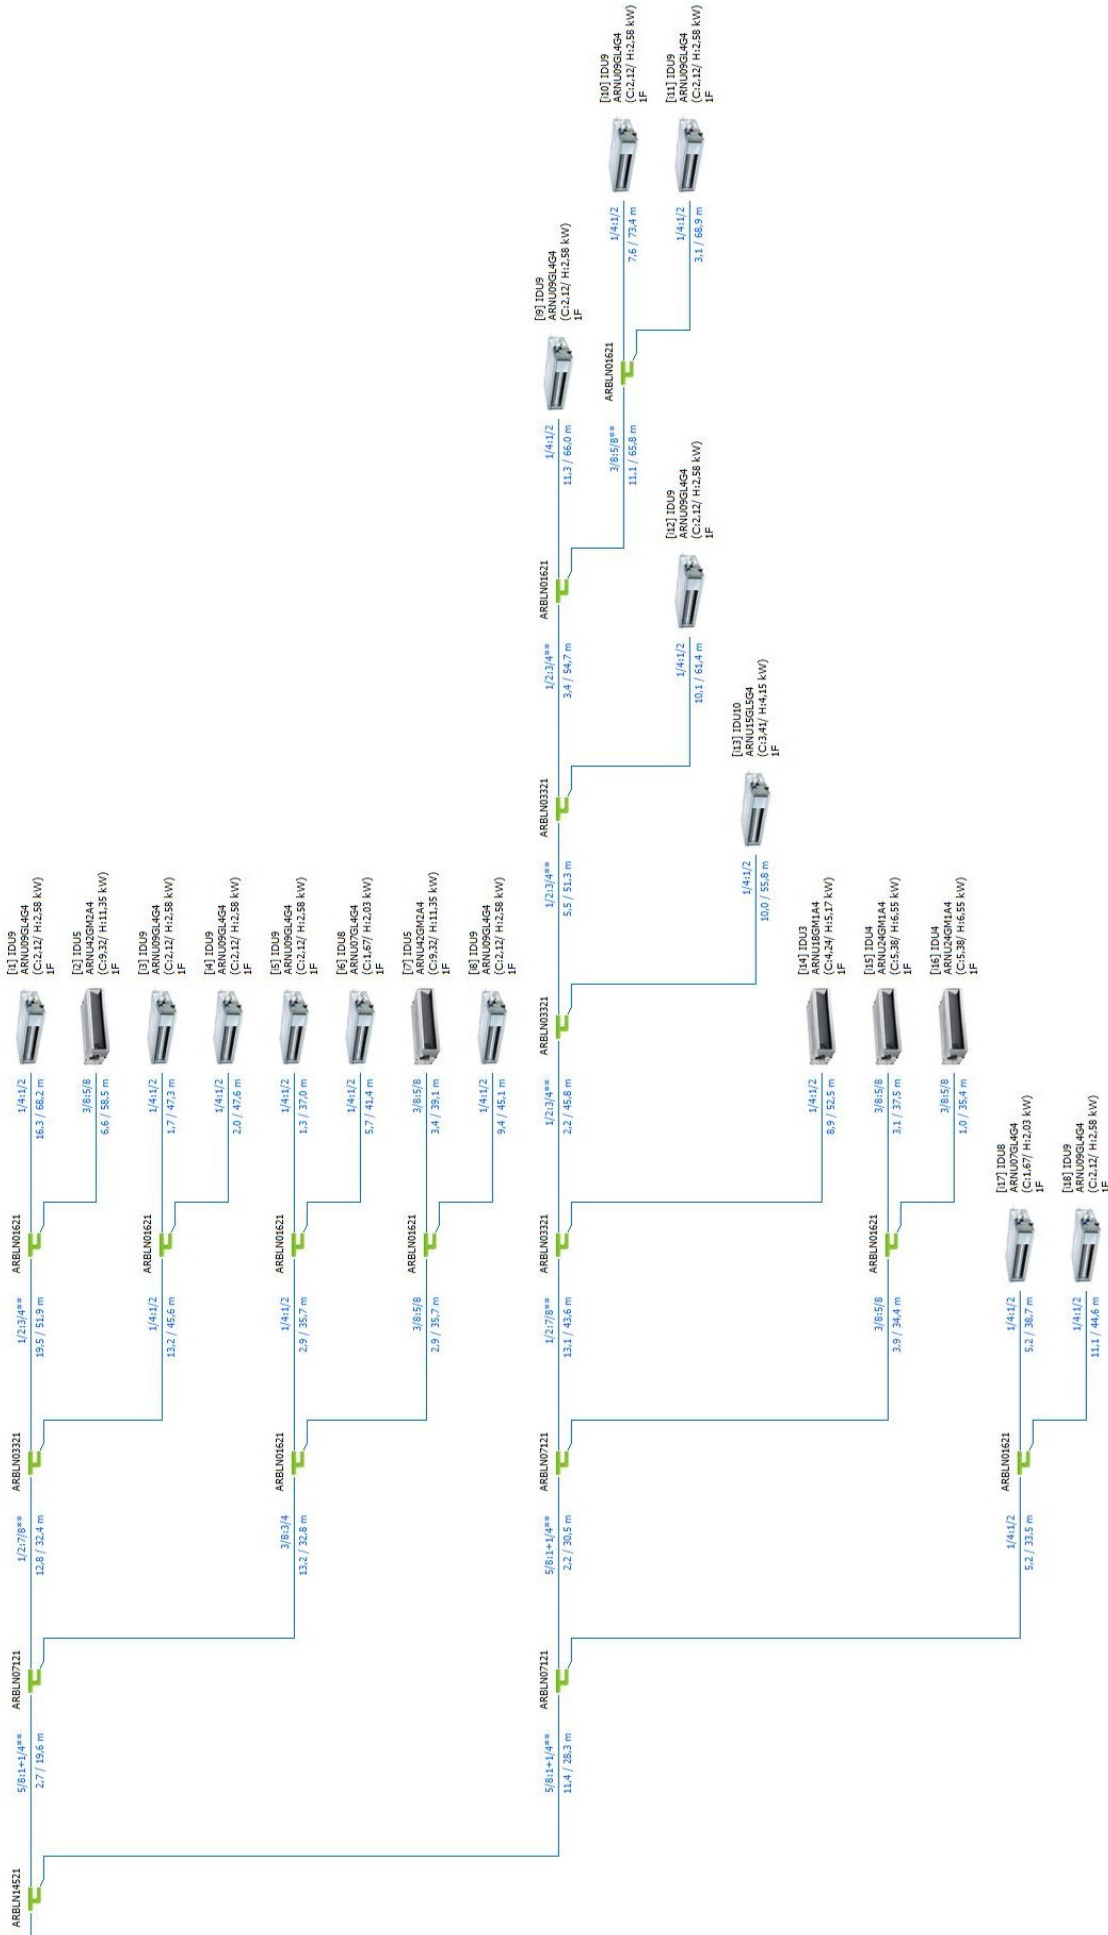 ARBLN14521
5/8:1+1/4**
2,7 / 19,6 m
ARBLN07121
1/2:7/8**
12,8 / 32,4 m
ARBLN03321
1/2:3/4**
19,5 / 51,9 m
ARBLN01621
1/4:1/2
16,3 / 68,2 m
[i1] IDU9
ARNU09GL4G4
(C:2,12/ H:2,58 kW)
1F
3/8:5/8
6,6 / 58,5 m
[i2] IDU5
ARNU42GM2A4
(C:9,32/ H:11,35 kW)
1F
1/4:1/2
13,2 / 45,6 m
ARBLN01621
1/4:1/2
1,7 / 47,3 m
[i3] IDU9
ARNU09GL4G4
(C:2,12/ H:2,58 kW)
1F
1/4:1/2
2,0 / 47,6 m
[i4] IDU9
ARNU09GL4G4
(C:2,12/ H:2,58 kW)
1F
3/8:3/4
13,2 / 32,8 m
ARBLN01621
1/4:1/2
2,9 / 35,7 m
ARBLN01621
1/4:1/2
1,3 / 37,0 m
[i5] IDU9
ARNU09GL4G4
(C:2,12/ H:2,58 kW)
1F
1/4:1/2
5,7 / 41,4 m
[i6] IDU8
ARNU07GL4G4
(C:1,67/ H:2,03 kW)
1F
3/8:5/8
2,9 / 35,7 m
ARBLN01621
3/8:5/8
3,4 / 39,1 m
[i7] IDU5
ARNU42GM2A4
(C:9,32/ H:11,35 kW)
1F
1/4:1/2
9,4 / 45,1 m
[i8] IDU9
ARNU09GL4G4
(C:2,12/ H:2,58 kW)
1F
5/8:1+1/4**
11,4 / 28,3 m
ARBLN07121
5/8:1+1/4**
2,2 / 30,5 m
ARBLN07121
1/2:7/8**
13,1 / 43,6 m
ARBLN03321
1/2:3/4**
2,2 / 45,8 m
ARBLN03321
1/2:3/4**
5,5 / 51,3 m
ARBLN03321
1/2:3/4**
3,4 / 54,7 m
ARBLN01621
1/4:1/2
11,3 / 66,0 m
[i9] IDU9
ARNU09GL4G4
(C:2,12/ H:2,58 kW)
1F
3/8:5/8**
11,1 / 65,8 m
ARBLN01621
1/4:1/2
7,6 / 73,4 m
[i10] IDU9
ARNU09GL4G4
(C:2,12/ H:2,58 kW)
1F
1/4:1/2
3,1 / 68,9 m
[i11] IDU9
ARNU09GL4G4
(C:2,12/ H:2,58 kW)
1F
1/4:1/2
10,1 / 61,4 m
[i12] IDU9
ARNU09GL4G4
(C:2,12/ H:2,58 kW)
1F
1/4:1/2
10,0 / 55,8 m
[i13] IDU10
ARNU15GL5G4
(C:3,41/ H:4,15 kW)
1F
1/4:1/2
8,9 / 52,5 m
[i14] IDU3
ARNU18GM1A4
(C:4,24/ H:5,17 kW)
1F
3/8:5/8
3,9 / 34,4 m
ARBLN01621
3/8:5/8
3,1 / 37,5 m
[i15] IDU4
ARNU24GM1A4
(C:5,38/ H:6,55 kW)
1F
3/8:5/8
1,0 / 35,4 m
[i16] IDU4
ARNU24GM1A4
(C:5,38/ H:6,55 kW)
1F
1/4:1/2
5,2 / 33,5 m
ARBLN01621
1/4:1/2
5,2 / 38,7 m
[i17] IDU8
ARNU07GL4G4
(C:1,67/ H:2,03 kW)
1F
1/4:1/2
11,1 / 44,6 m
[i18] IDU9
ARNU09GL4G4
(C:2,12/ H:2,58 kW)
1F